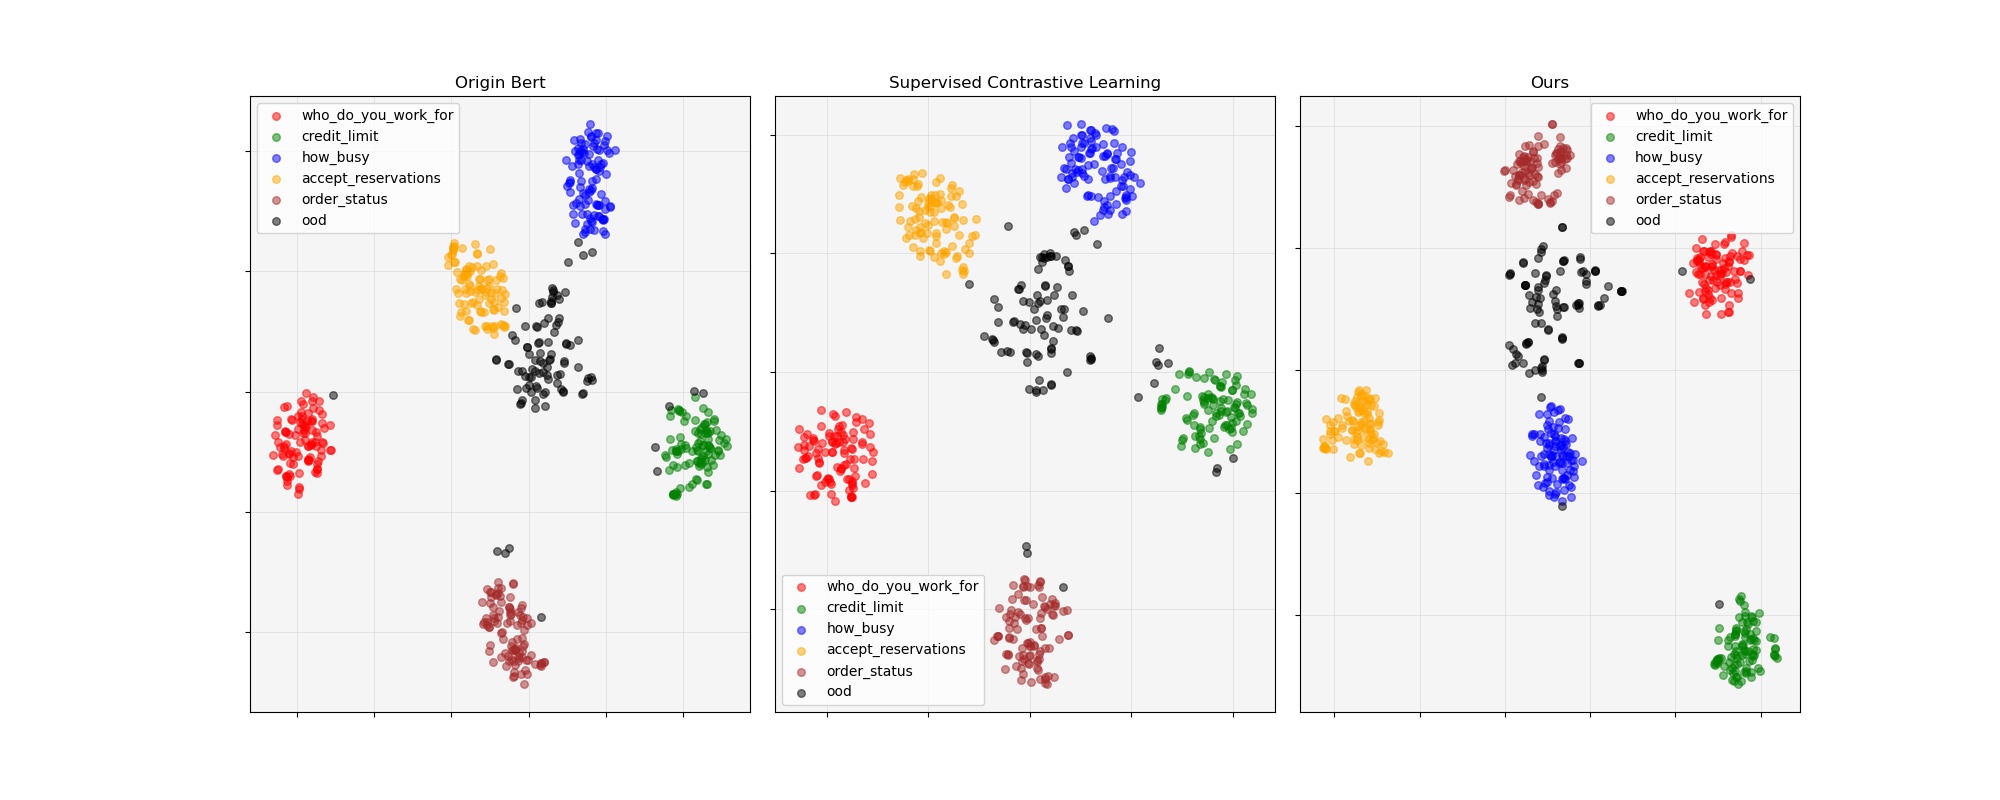 Origin Bert
who_do_you_work_for
credit_limit
how_busy
accept_reservations
order_status
ood
Supervised Contrastive Learning
who_do_you_work_for
credit_limit
how_busy
accept_reservations
order_status
ood
Ours
who_do_you_work_for
credit_limit
how_busy
accept_reservations
order_status
ood